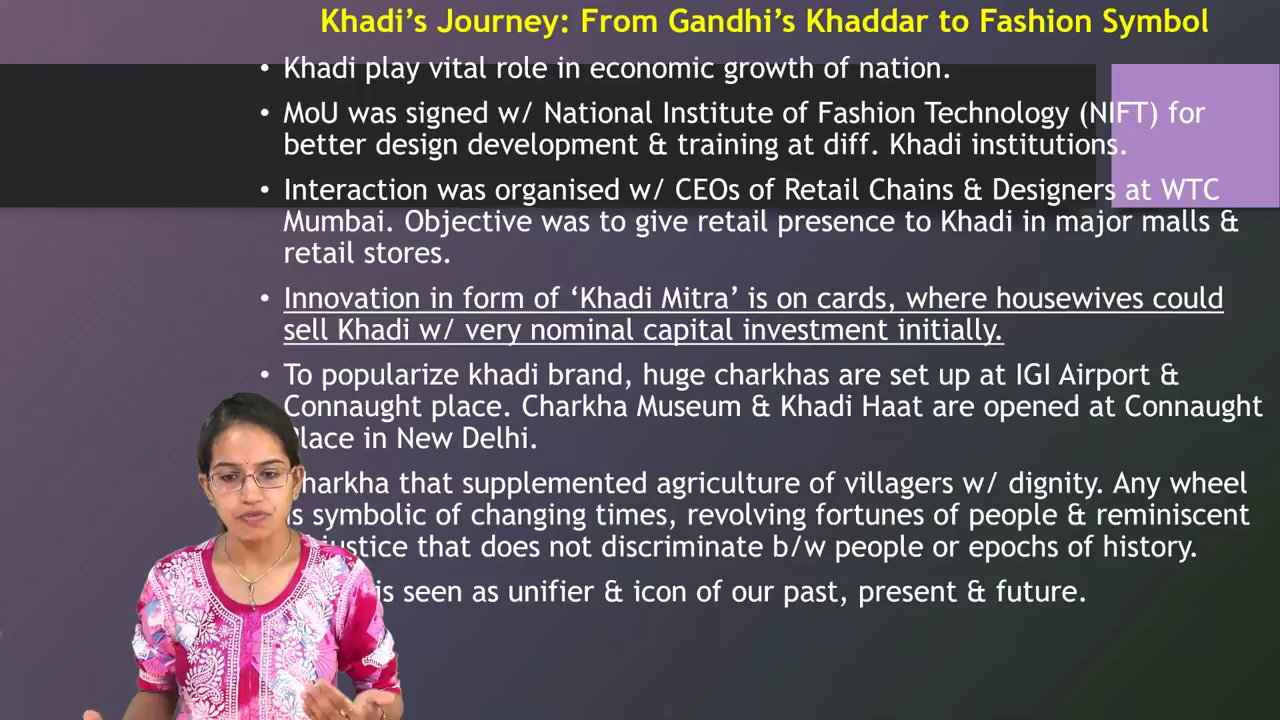 Khadi's Journey: From Gandhi's Khaddar to Fashion Symbol
• Khadi play vital role in economic growth of nation.
• MoU was signed w/ National Institute of Fashion Technology (NIFT) for
better design development & training at diff. Khadi institutions.
• Interaction was organised w/ CEOs of Retail Chains & Designers at WTC
Mumbai. Objective was to give retail presence to Khadi in major malls &
retail stores.
• Innovation in form of ‘Khadi Mitra’ is on cards, where housewives could
sell Khadi w/ very nominal capital investment initially.
• To popularize khadi brand, huge charkhas are set up at IGI Airport &
Connaught place. Charkha Museum & Khadi Haat are opened at Connaught
Place in New Delhi.
harkha that supplemented agriculture of villagers w/ dignity. Any wheel
is symbolic of changing times, revolving fortunes of people & reminiscent
justice that does not discriminate b/w people or epochs of history.
is seen as unifier & icon of our past, present & future.